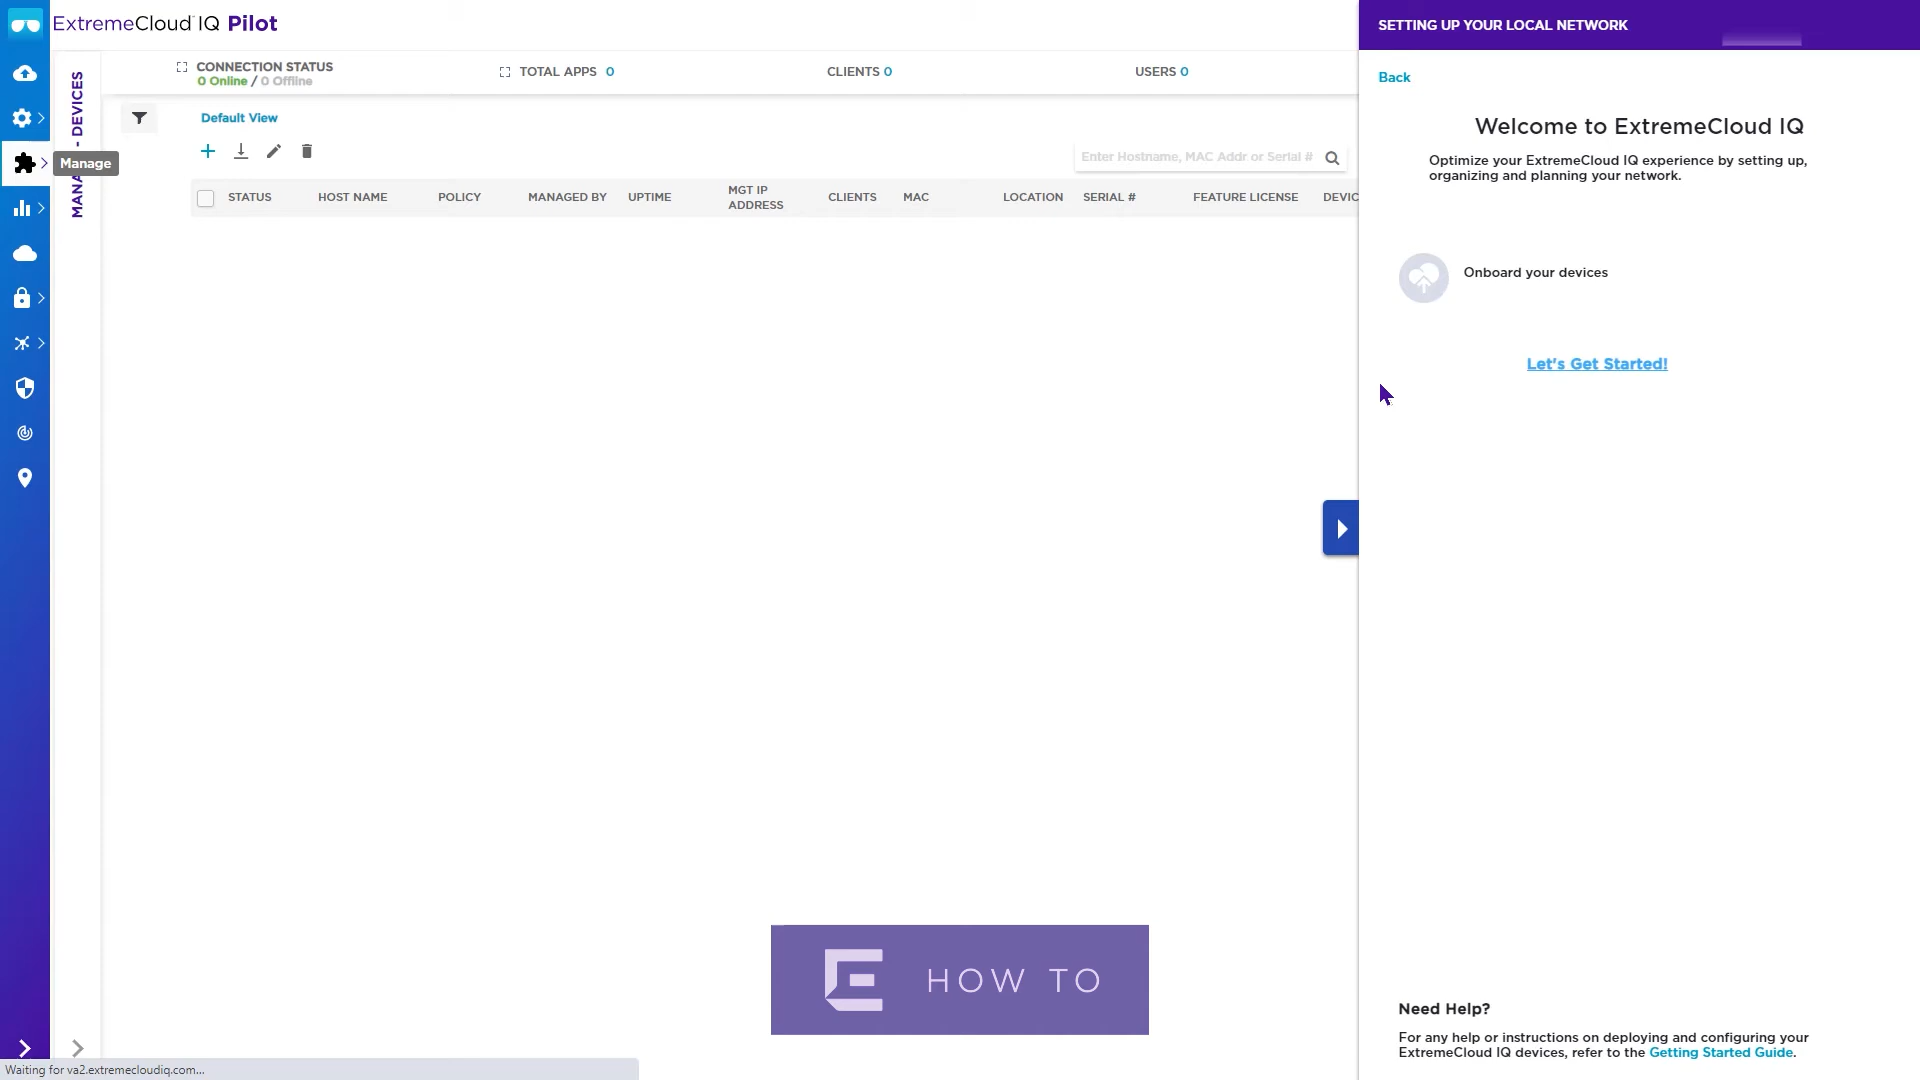 ExtremeCloud IQ Pilot
SETTING UP YOUR LOCAL NETWORK
CONNECTION STATUS
0 Online / 0 Offline
TOTAL APPS 0
CLIENTS 0
USERS 0
Back
MANA - DEVICES
Default View
Manage
Enter Hostname, MAC Addr or Serial #
Welcome to ExtremeCloud IQ
Optimize your ExtremeCloud IQ experience by setting up,
organizing and planning your network.
STATUS
HOST NAME
POLICY
MANAGED BY
UPTIME
MGT IP
ADDRESS
CLIENTS
MAC
LOCATION
SERIAL #
FEATURE LICENSE
DEVIC
Onboard your devices
Let's Get Started!
E HOW TO
Need Help?
For any help or instructions on deploying and configuring your
ExtremeCloud IQ devices, refer to the Getting Started Guide.
Waiting for va2.extremecloudiq.com...